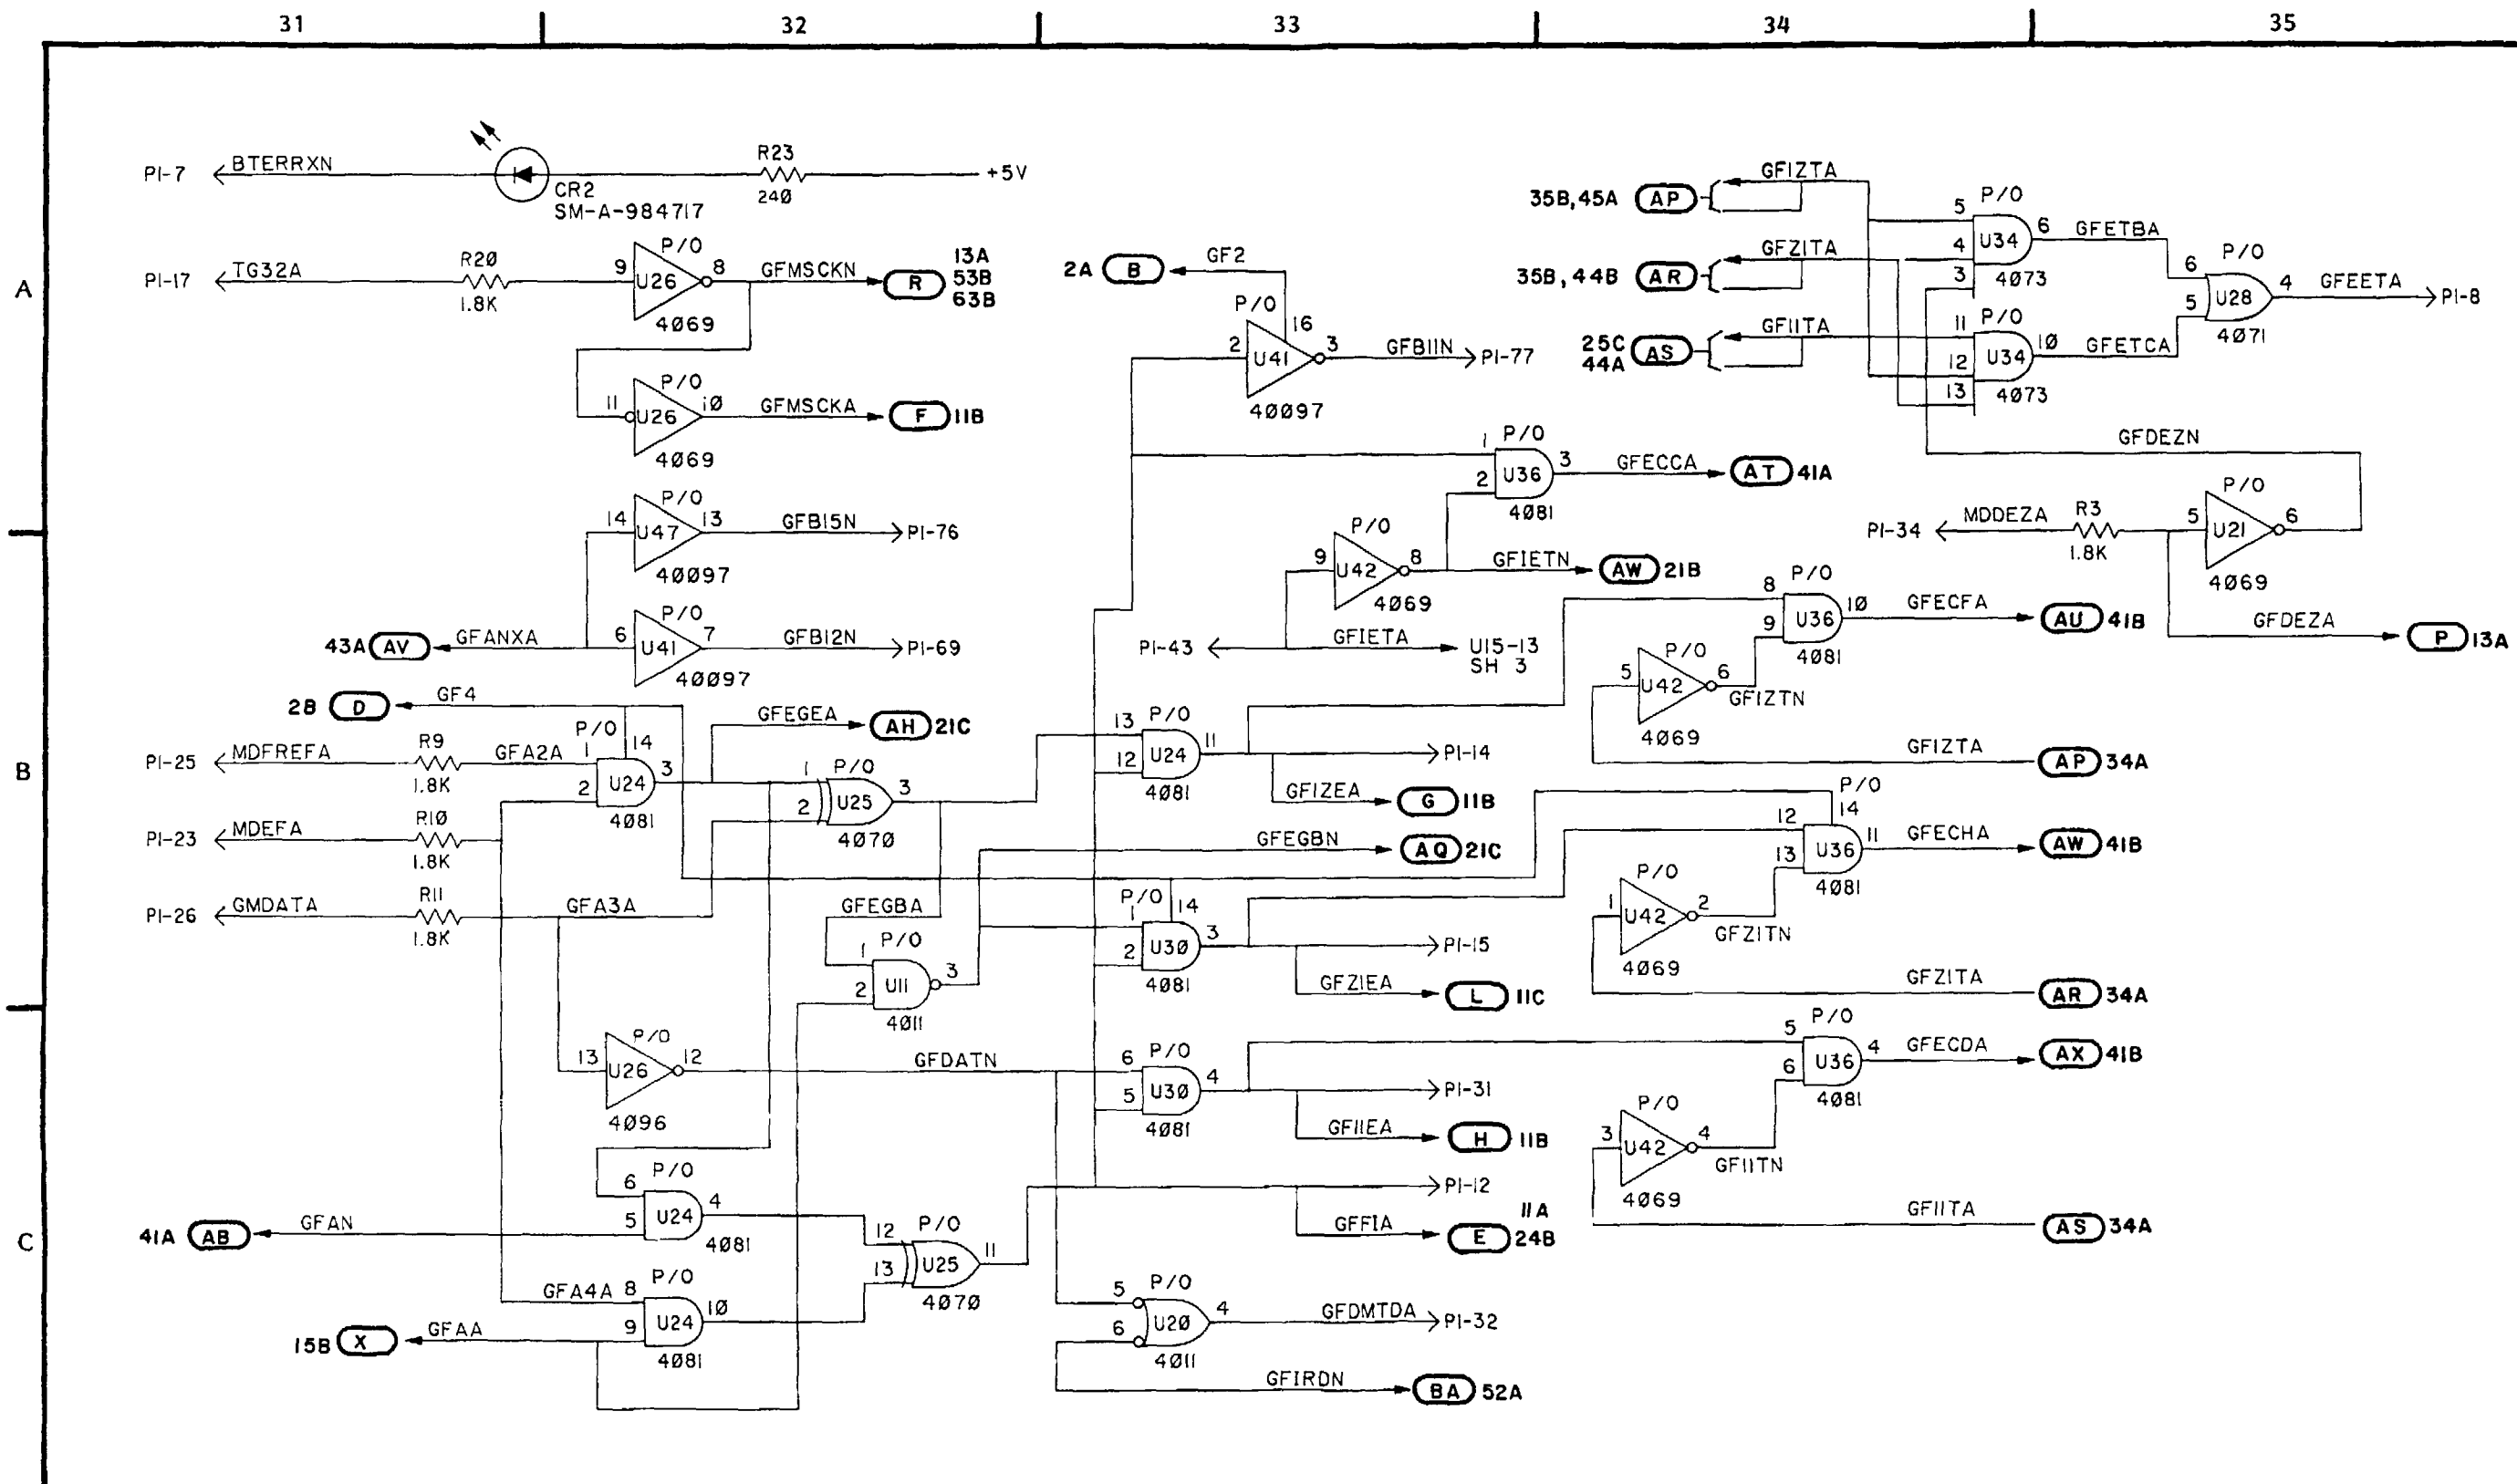 31 32 33 34 35
A
B
C
PI-7 BTERRXN
CR2
SM-A-984717
R23
240
+5V
PI-17 TG32A
R20
1.8K
P/O
9 U26 8
4069
GFMSCKN
R
13A
53B
63B
P/O
11 U26 10
4069
GFMSCKA
F 11B
P/O
14 U47 13
40097
GFB15N
PI-76
43A AV
GFANXA
P/O
6 U41 7
40097
GFB12N
PI-69
2B D
GF4
PI-25 MDFREFA
R9
1.8K
GFA2A
P/O
1 14
2 U24 3
4081
GFEGEA
AH 21C
PI-23 MDEFA
R10
1.8K
PI-26 GMDATA
R11
1.8K
GFA3A
P/O
1
2 U25 3
4070
GFEGBA
P/O
1
2 U11 3
4011
P/O
13 U26 12
4096
GFDATN
P/O
6
5 U24 4
4081
41A AB
GFAN
GFA4A
P/O
8
9 U24 10
4081
15B X
GFAA
P/O
12
13 U25 11
4070
2A B
GF2
P/O
16
2 U41 3
40097
GFB11N
PI-77
P/O
1
2 U36 3
4081
GFECCA
AT 41A
P/O
9 U42 8
4069
GFIETN
AW 21B
PI-43
GFIETA
U15-13
SH 3
P/O
13
12 U24 11
4081
PI-14
GFIZEA
G 11B
GFEGBN
AQ 21C
P/O
1 14
2 U30 3
4081
PI-15
GFZIEA
L 11C
P/O
6
5 U30 4
4081
PI-31
GFIIEA
H 11B
PI-12
GFFIA
E
11A
24B
P/O
5
6 U20 4
4011
GFDMTDA
PI-32
GFIRDN
BA 52A
35B, 45A AP
GFIZTA
35B, 44B AR
GFZITA
25C
44A
AS
GFIITA
P/O
5
4
3
U34 6
4073
GFETBA
P/O
11
12
13
U34 10
4073
GFETCA
P/O
6
5
U28 4
4071
GFEETA
PI-8
GFDEZN
PI-34 MDDEZA
R3
1.8K
P/O
5 U21 6
4069
GFDEZA
P 13A
P/O
8
9 U36 10
4081
GFECFA
AU 41B
P/O
5 U42 6
4069
GFIZTN
GFIZTA
AP 34A
P/O
14
12
13 U36 11
4081
GFECHA
AW 41B
P/O
1 U42 2
4069
GFZITN
GFZITA
AR 34A
P/O
5
6 U36 4
4081
GFECDA
AX 41B
P/O
3 U42 4
4069
GFIITN
GFIITA
AS 34A